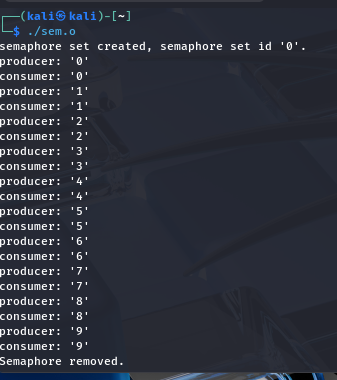 ┌──(kali㉿kali)-[~]
└─$ ./sem.o
semaphore set created, semaphore set id '0'.
producer: '0'
consumer: '0'
producer: '1'
consumer: '1'
producer: '2'
consumer: '2'
producer: '3'
consumer: '3'
producer: '4'
consumer: '4'
producer: '5'
consumer: '5'
producer: '6'
consumer: '6'
producer: '7'
consumer: '7'
producer: '8'
consumer: '8'
producer: '9'
consumer: '9'
Semaphore removed.